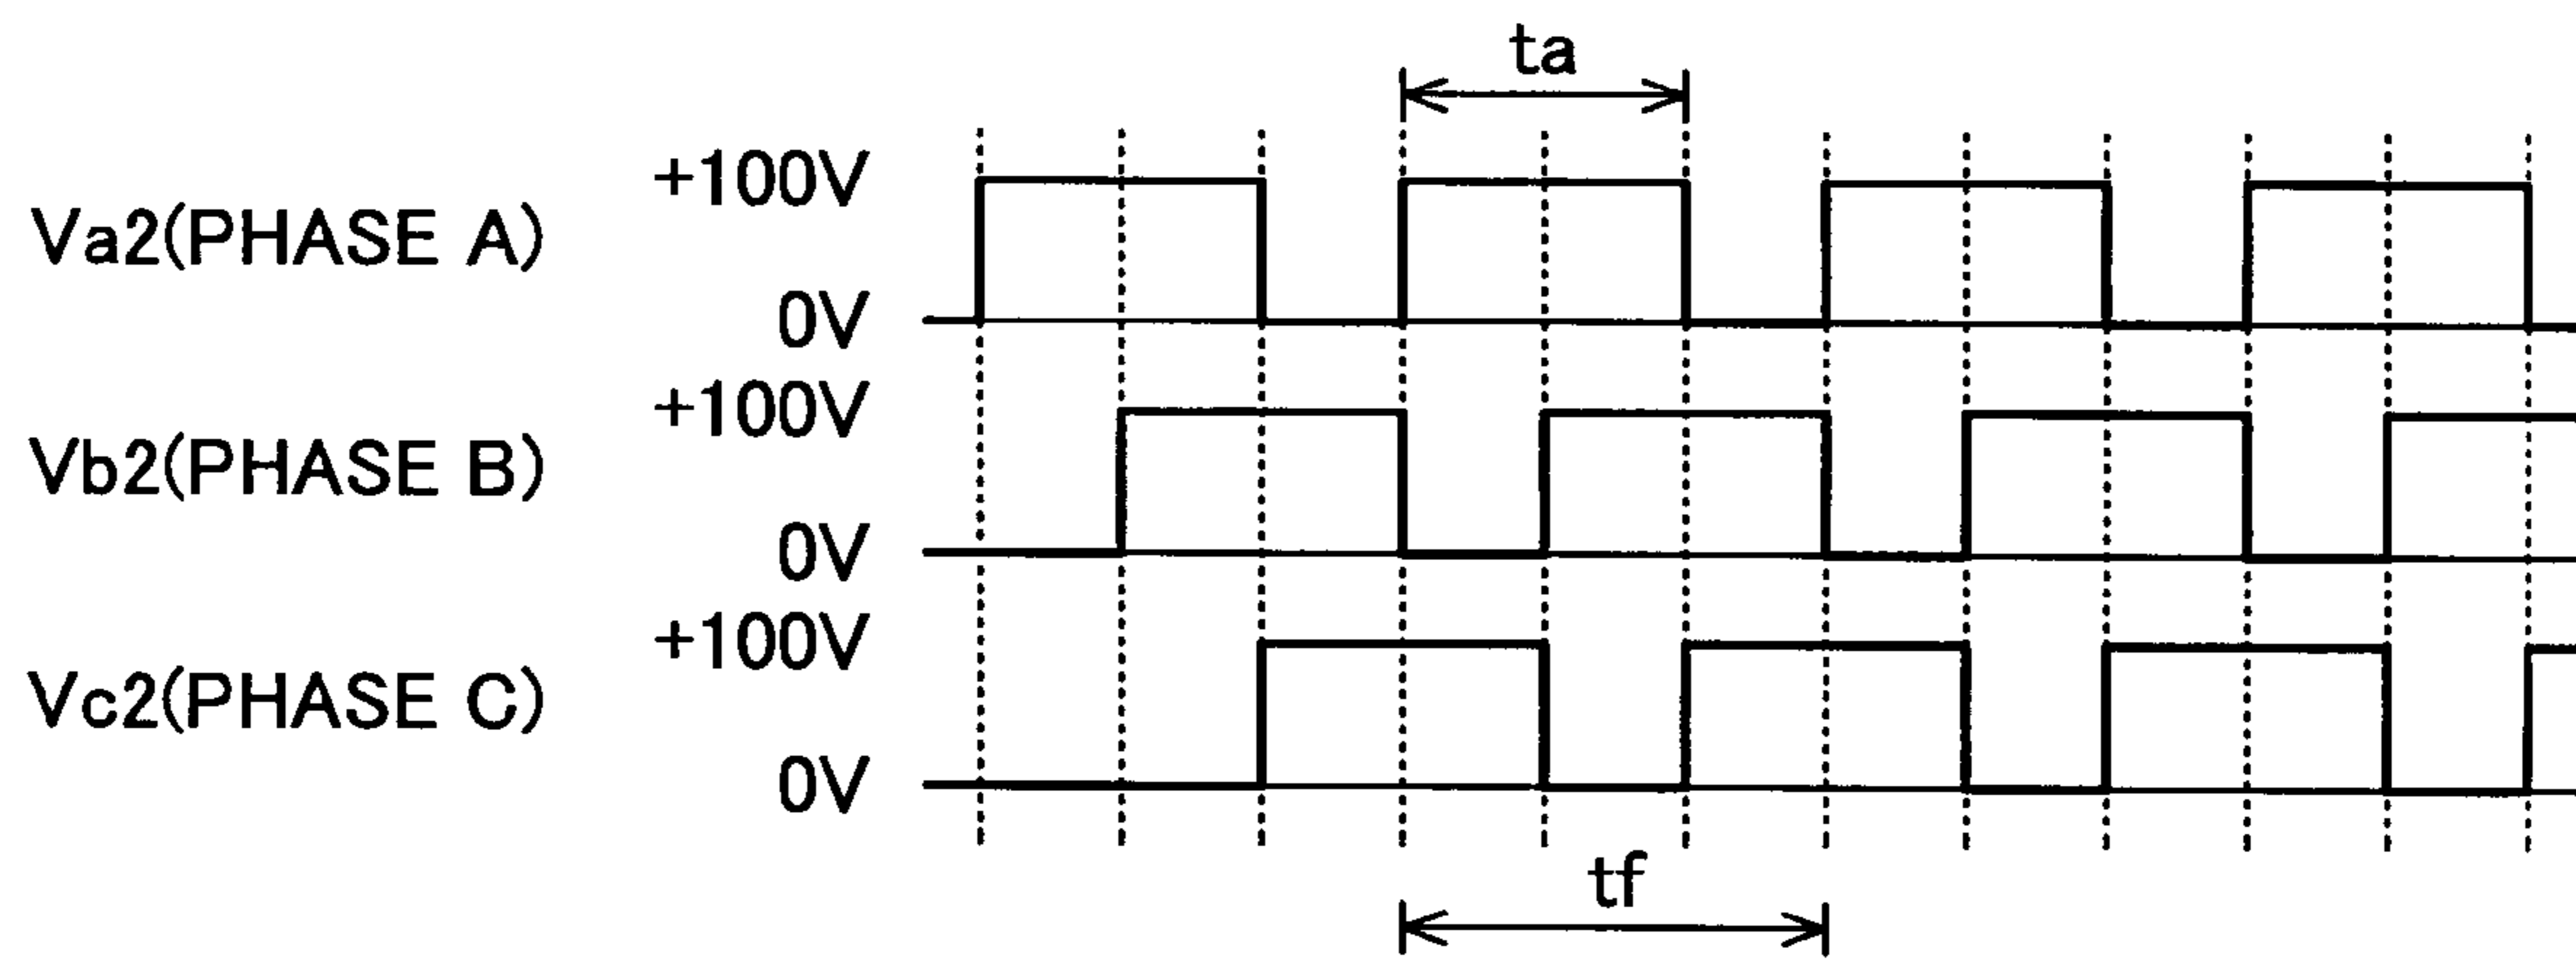 ta
+100V
Va2(PHASE A)
0V
+100V
Vb2(PHASE B)
0V
+100V
Vc2(PHASE C)
0V
tf